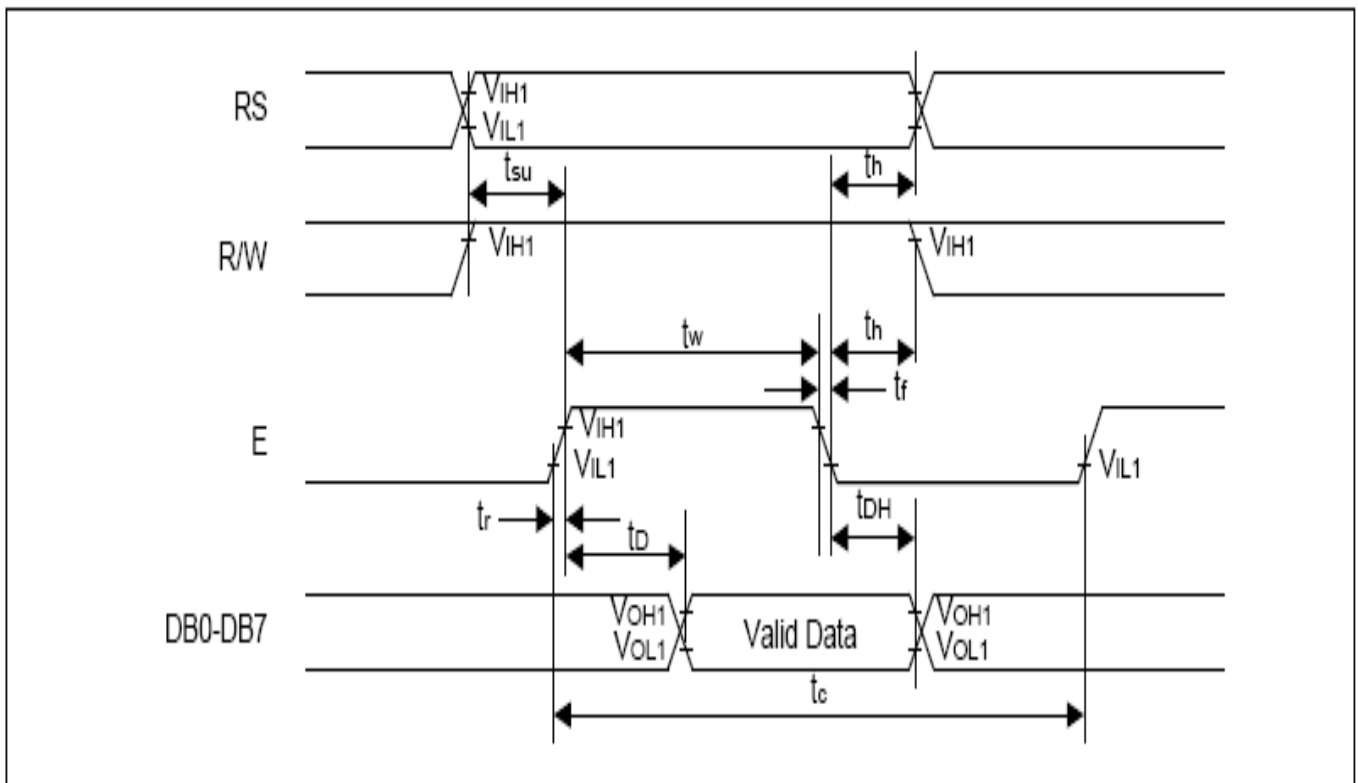 RS
VIH1
VIL1
tsu
th
R/W
VIH1
VIH1
tw
th
tf
E
VIH1
VIL1
VIL1
tr
tD
tDH
DB0-DB7
VOH1
VOL1
Valid Data
VOH1
VOL1
tc